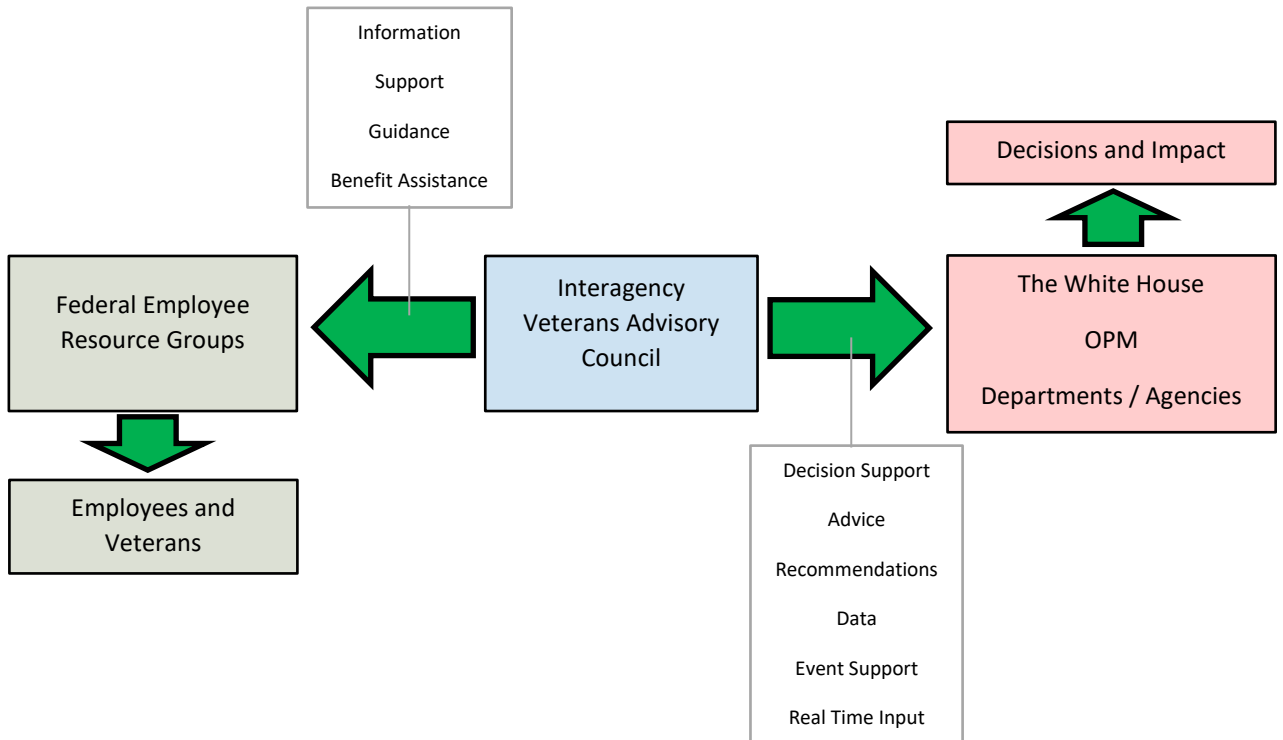 Information
Support
Guidance
Benefit Assistance
Decisions and Impact
Federal Employee
Resource Groups
Interagency
Veterans Advisory
Council
The White House
OPM
Departments / Agencies
Employees and
Veterans
Decision Support
Advice
Recommendations
Data
Event Support
Real Time Input